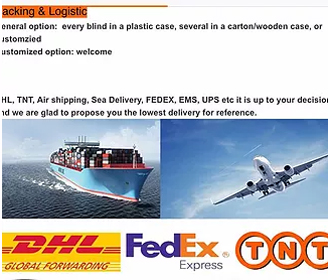 acking & Logistic
eneral option: every blind in a plastic case, several in a carton/wooden case, or
ustomzied
ustomized option: welcome
HL, TNT, Air shipping, Sea Delivery, FEDEX, EMS, UPS etc it is up to your decision
nd we are glad to propose you the lowest delivery for reference.
DHL
GLOBAL FORWARDING
FedEx®
Express
TNT